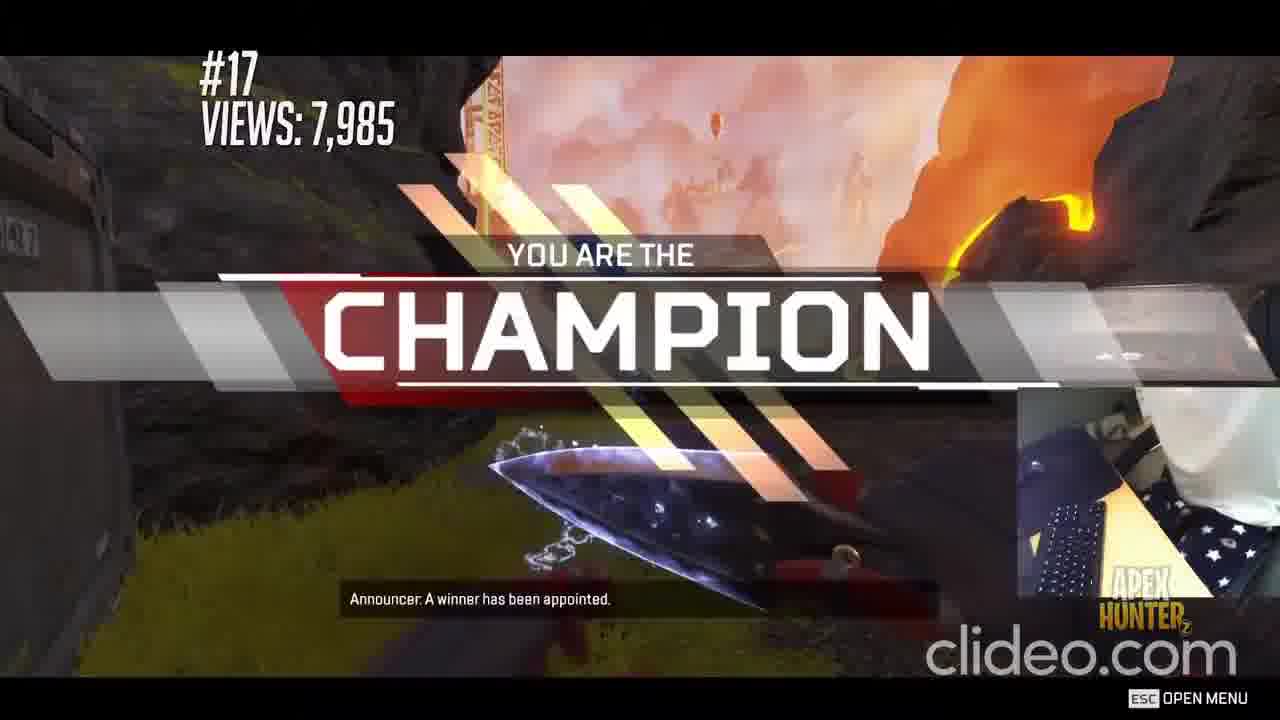 #17
VIEWS: 7,985
YOU ARE THE
CHAMPION
Announcer: A winner has been appointed.
APEX
HUNTERZ
clideo.com
ESC OPEN MENU